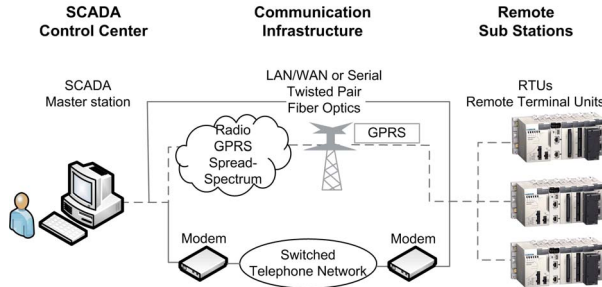 SCADA
Control Center
Communication
Infrastructure
Remote
Sub Stations
SCADA
Master station
LAN/WAN or Serial
Twisted Pair
Fiber Optics
RTUs
Remote Terminal Units
Radio
GPRS
Spread-
Spectrum
GPRS
Modem
Modem
Switched
Telephone Network